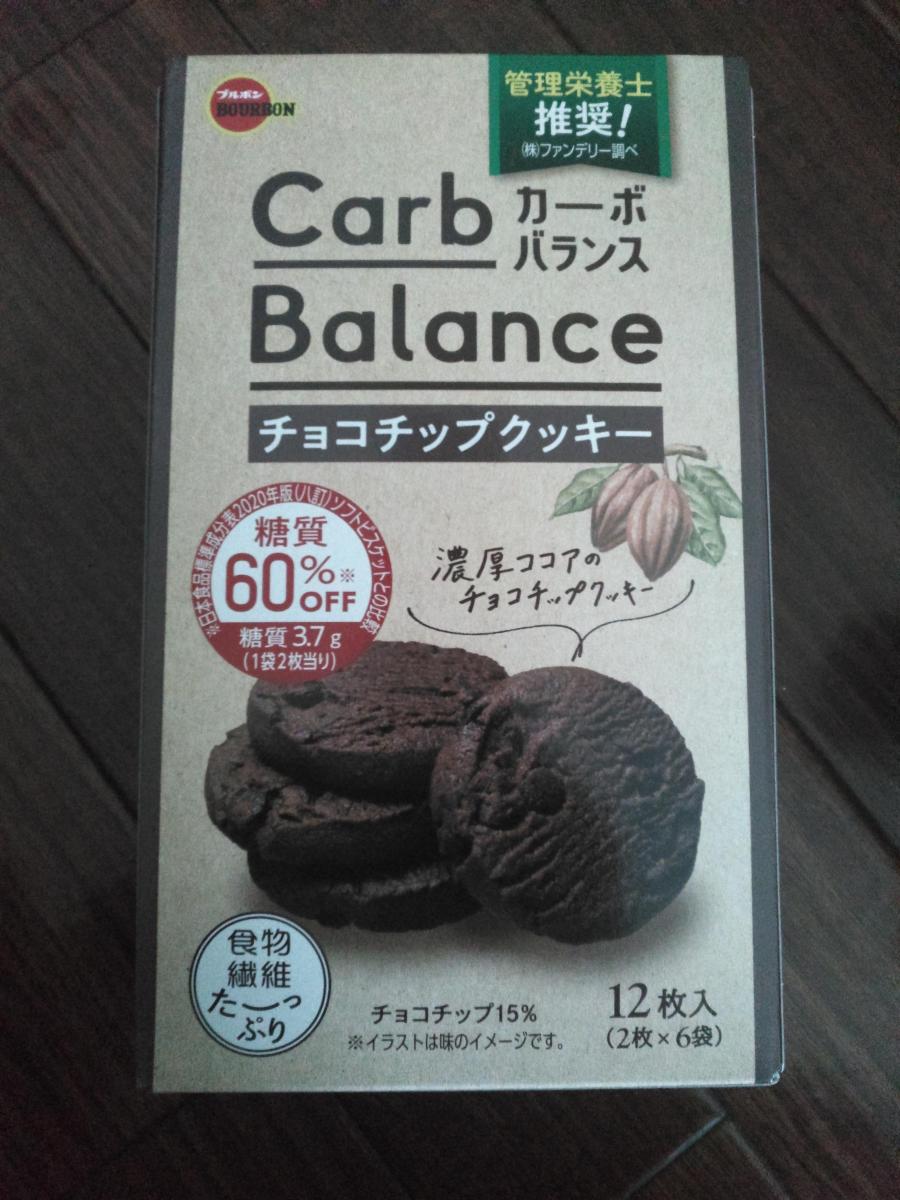 ブルボン
BOURBON
管理栄養士
推奨!
㈱ファンデリー調べ
Carb カーボ
バランス
Balance
チョコチップクッキー
※日本食品標準成分表2020年版(八訂)ソフトビスケットとの比較
糖質
60%※
OFF
糖質3.7g
(1袋2枚当り)
濃厚ココアの
チョコチップクッキー
食物
繊維
たーっ
ぷり
チョコチップ15%
※イラストは味のイメージです。
12枚入
(2枚×6袋)